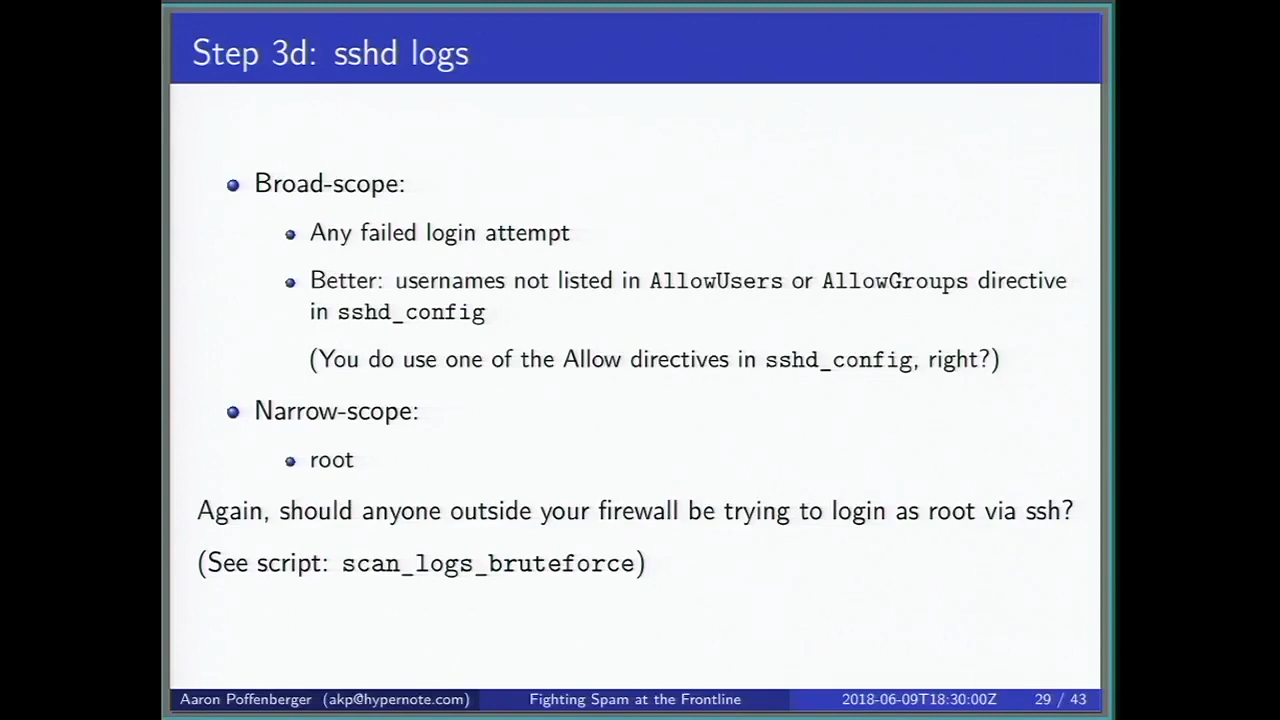 Step 3d: sshd logs
Broad-scope:
Any failed login attempt
Better: usernames not listed in AllowUsers or AllowGroups directive
in sshd_config
(You do use one of the Allow directives in sshd_config, right?)
Narrow-scope:
root
Again, should anyone outside your firewall be trying to login as root via ssh?
(See script: scan_logs_bruteforce)
Aaron Poffenberger (akp@hypernote.com) Fighting Spam at the Frontline 2018-06-09T18:30:00Z 29 / 43